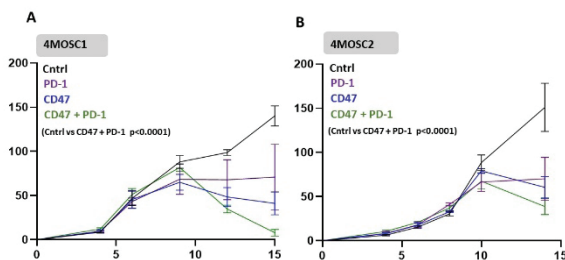 A
4MOSC1
200
150
100
50
0
Cntrl
PD-1
CD47
CD47 + PD-1
(Cntrl vs CD47 + PD-1 p<0.0001)
0
5
10
15
B
4MOSC2
200
150
100
50
0
Cntrl
PD-1
CD47
CD47 + PD-1
(Cntrl vs CD47 + PD-1 p<0.0001)
0
5
10
15